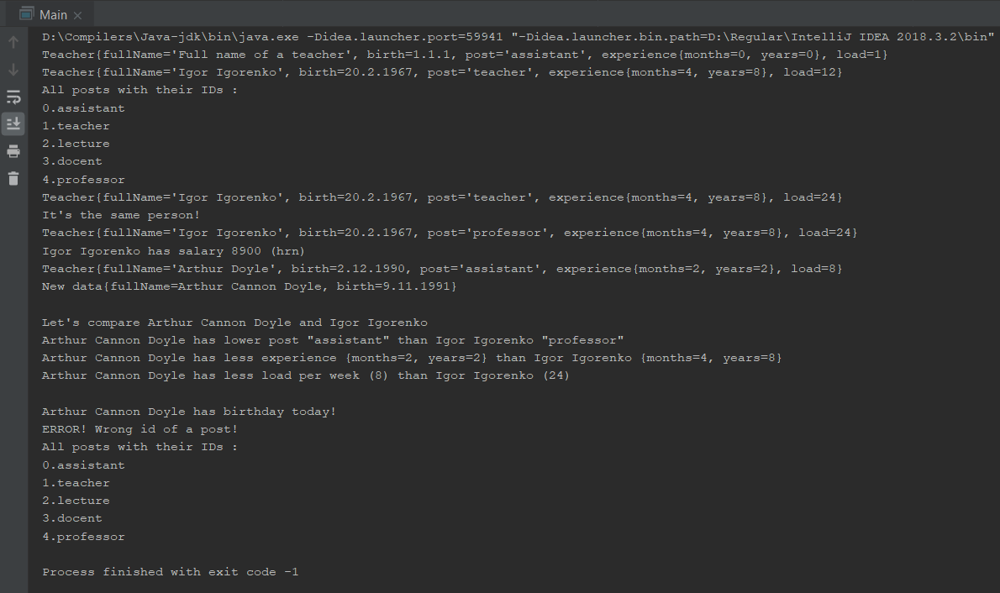 Main
D:\Compilers\Java-jdk\bin\java.exe -Didea.launcher.port=59941 "-Didea.launcher.bin.path=D:\Regular\IntelliJ IDEA 2018.3.2\bin"
Teacher{fullName='Full name of a teacher', birth=1.1.1, post='assistant', experience{months=0, years=0}, load=1}
Teacher{fullName='Igor Igorenko', birth=20.2.1967, post='teacher', experience{months=4, years=8}, load=12}
All posts with their IDs :
0.assistant
1.teacher
2.lecture
3.docent
4.professor
Teacher{fullName='Igor Igorenko', birth=20.2.1967, post='teacher', experience{months=4, years=8}, load=24}
It's the same person!
Teacher{fullName='Igor Igorenko', birth=20.2.1967, post='professor', experience{months=4, years=8}, load=24}
Igor Igorenko has salary 8900 (hrn)
Teacher{fullName='Arthur Doyle', birth=2.12.1990, post='assistant', experience{months=2, years=2}, load=8}
New data{fullName=Arthur Cannon Doyle, birth=9.11.1991}
Let's compare Arthur Cannon Doyle and Igor Igorenko
Arthur Cannon Doyle has lower post "assistant" than Igor Igorenko "professor"
Arthur Cannon Doyle has less experience {months=2, years=2} than Igor Igorenko {months=4, years=8}
Arthur Cannon Doyle has less load per week (8) than Igor Igorenko (24)
Arthur Cannon Doyle has birthday today!
ERROR! Wrong id of a post!
All posts with their IDs :
0.assistant
1.teacher
2.lecture
3.docent
4.professor
Process finished with exit code -1